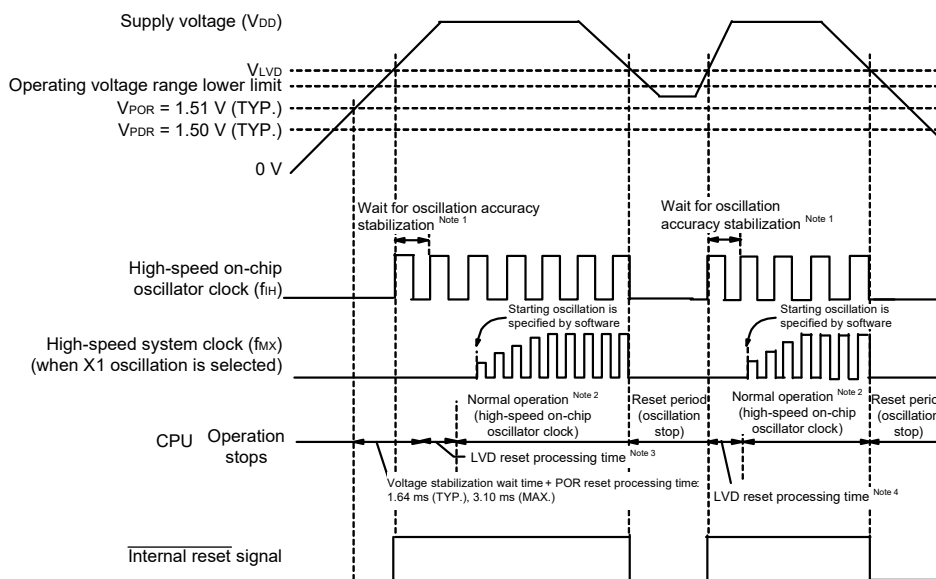 Supply voltage (VDD)
VLVD
Operating voltage range lower limit
VPOR = 1.51 V (TYP.)
VPDR = 1.50 V (TYP.)
0 V
Wait for oscillation accuracy
stabilization Note 1
Wait for oscillation
accuracy stabilization Note 1
High-speed on-chip
oscillator clock (fIH)
Starting oscillation is
specified by software
Starting oscillation is
specified by software
High-speed system clock (fMX)
(when X1 oscillation is selected)
Normal operation Note 2
(high-speed on-chip
oscillator clock)
Reset period
(oscillation
stop)
Normal operation Note 2
(high-speed on-chip
oscillator clock)
Reset period
(oscillation
stop)
CPU
Operation
stops
LVD reset processing time Note 3
Voltage stabilization wait time + POR reset processing time:
1.64 ms (TYP.), 3.10 ms (MAX.)
LVD reset processing time Note 4
Internal reset signal